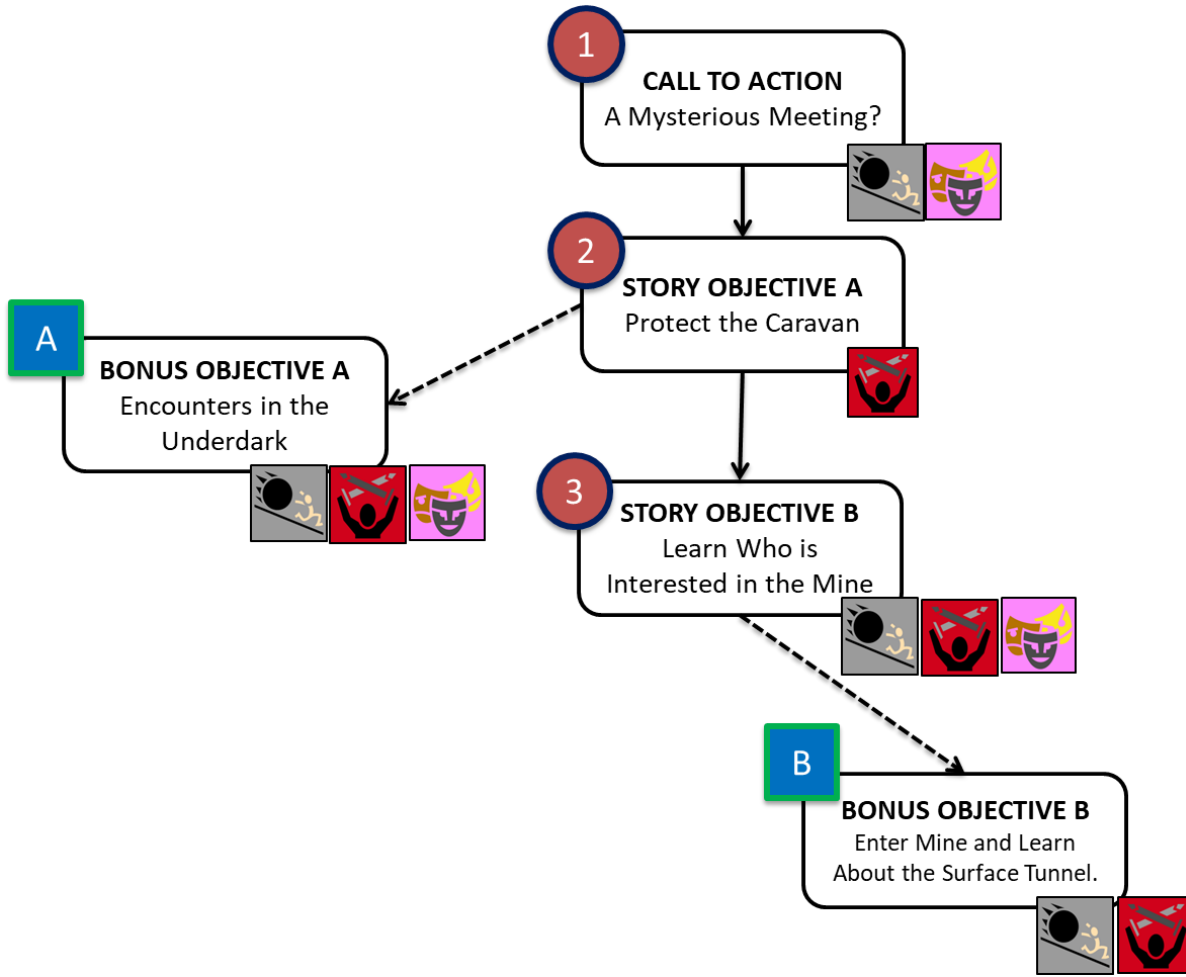 1
CALL TO ACTION
A Mysterious Meeting?
2
STORY OBJECTIVE A
Protect the Caravan
A
BONUS OBJECTIVE A
Encounters in the
Underdark
3
STORY OBJECTIVE B
Learn Who is
Interested in the Mine
B
BONUS OBJECTIVE B
Enter Mine and Learn
About the Surface Tunnel.